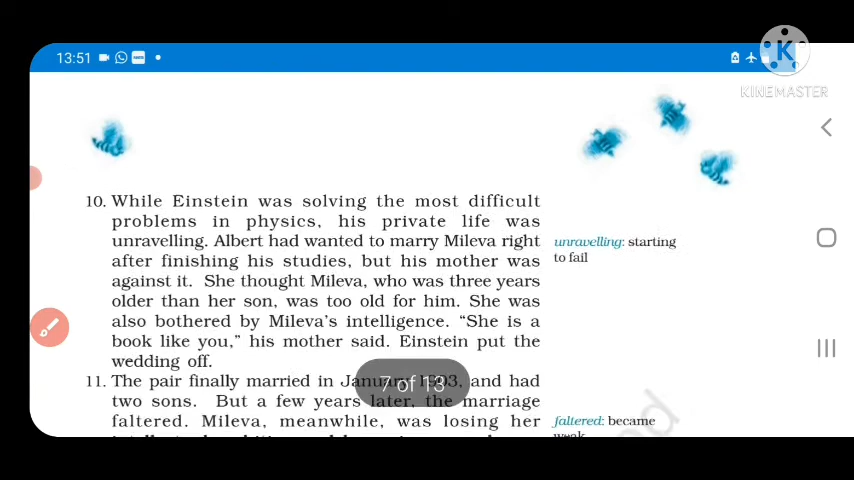 13:51
KINEMASTER
10. While Einstein was solving the most difficult
problems in physics, his private life was
unravelling. Albert had wanted to marry Mileva right
after finishing his studies, but his mother was
against it. She thought Mileva, who was three years
older than her son, was too old for him. She was
also bothered by Mileva's intelligence. “She is a
book like you,” his mother said. Einstein put the
wedding off.
unravelling: starting
to fail
11. The pair finally married in January 1903, and had
7 of 13
two sons. But a few years later, the marriage
faltered. Mileva, meanwhile, was losing her
faltered: became
weak